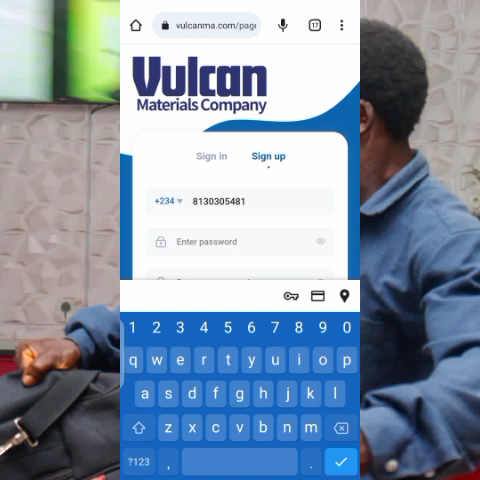 vulcanma.com/page
17
Vulcan
Materials Company
Sign in Sign up
+234 8130305481
Enter password
1 2 3 4 5 6 7 8 9 0
q w e r t y u i o p
a s d f g h j k l
z x c v b n m
?123 , .